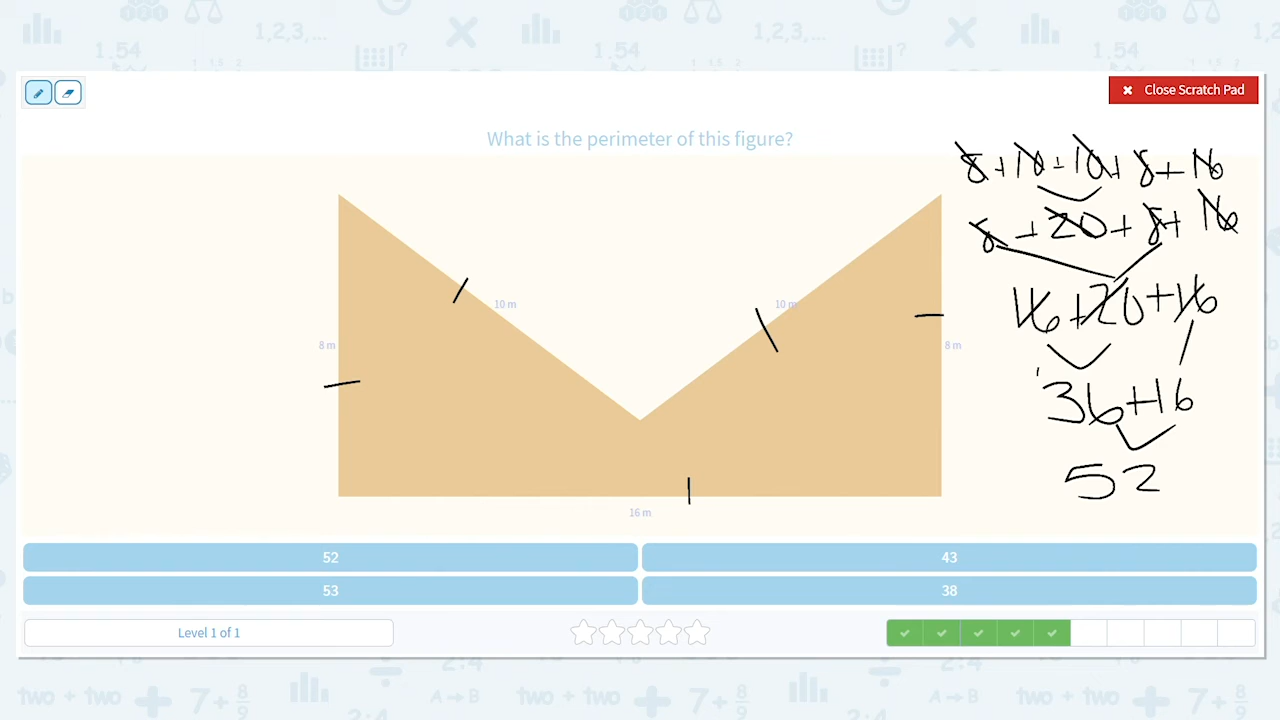 Close Scratch Pad
What is the perimeter of this figure?
8+10+10+8+16
8+20+8+16
16+20+16
36+16
52
10 m
10 m
8 m
8 m
16 m
52
43
53
38
Level 1 of 1